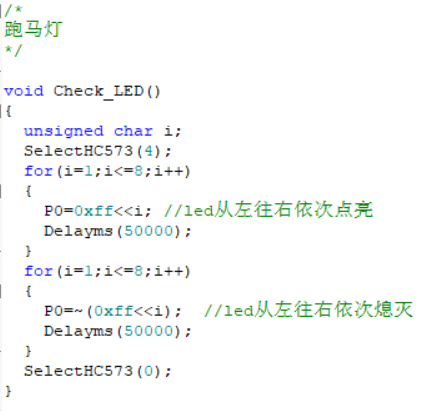 /*
跑马灯
*/
void Check_LED()
{
unsigned char i;
SelectHC573(4);
for(i=1;i<=8;i++)
{
P0=0xff<<i; //led从左往右依次点亮
Delayms(50000);
}
for(i=1;i<=8;i++)
{
P0=~(0xff<<i); //led从左往右依次熄灭
Delayms(50000);
}
SelectHC573(0);
}